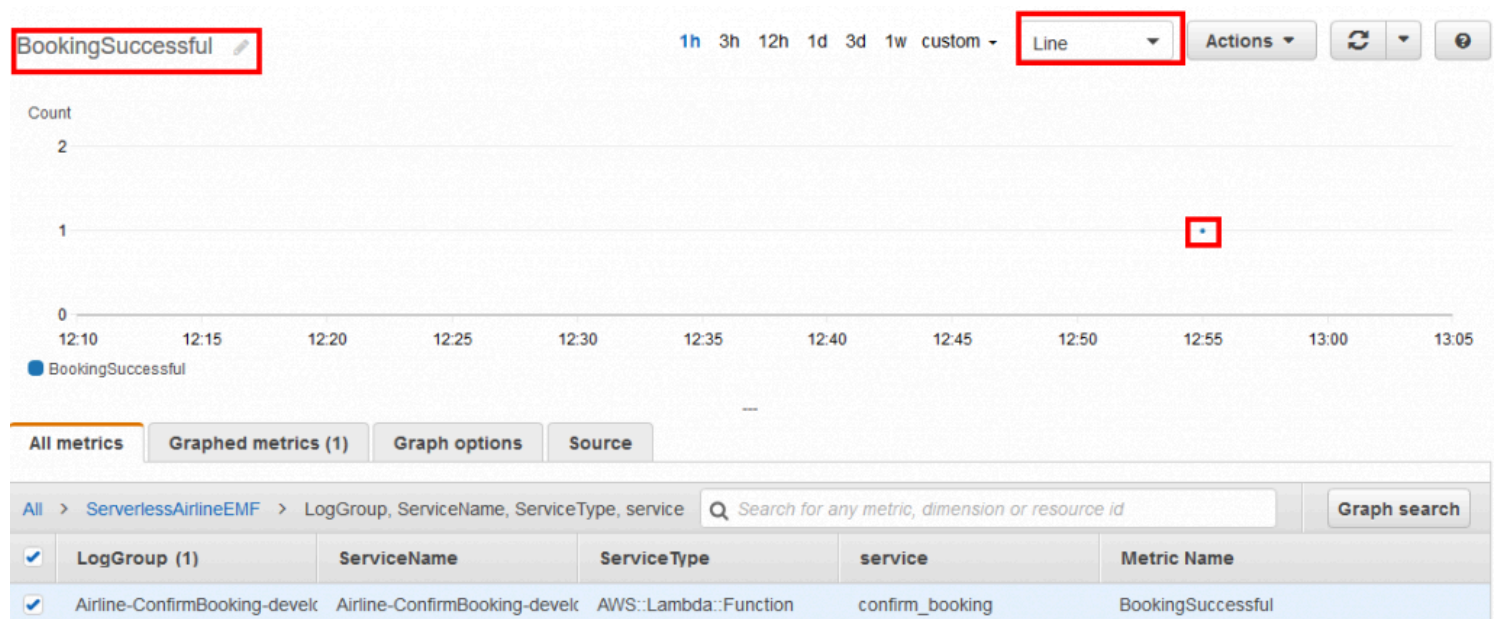 BookingSuccessful
1h 3h 12h 1d 3d 1w custom
Line
Actions
Count
2
1
0
12:10 12:15 12:20 12:25 12:30 12:35 12:40 12:45 12:50 12:55 13:00 13:05
BookingSuccessful
All metrics Graphed metrics (1) Graph options Source
All > ServerlessAirlineEMF > LogGroup, ServiceName, ServiceType, service Search for any metric, dimension or resource id Graph search
LogGroup (1) ServiceName ServiceType service Metric Name
Airline-ConfirmBooking-develc Airline-ConfirmBooking-develc AWS::Lambda::Function confirm_booking BookingSuccessful